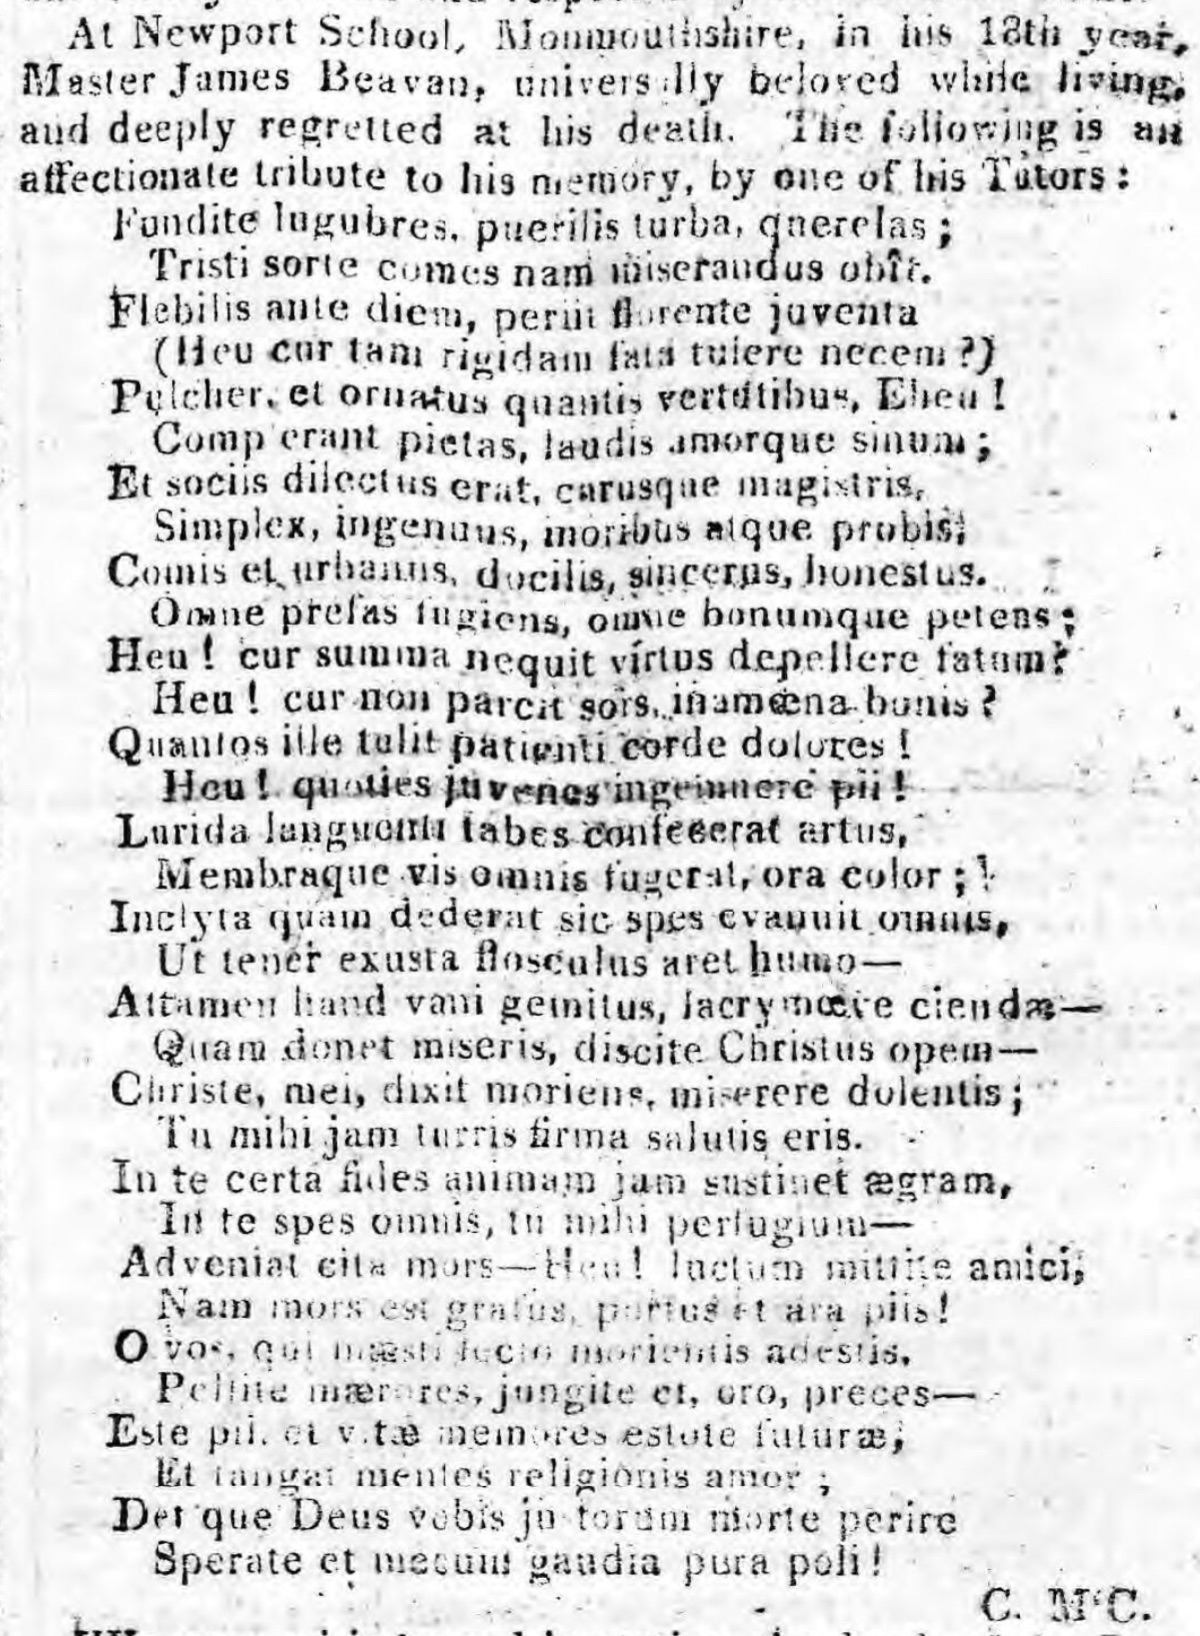 At Newport School, Monmouthshire, in his 18th year,
Master James Beavan, universally beloved while living,
and deeply regretted at his death. The following is an
affectionate tribute to his memory, by one of his Tutors:
Fundite lugubres, puerilis turba, querelas;
Tristi sorte comes nam miserandus obît.
Flebilis ante diem, periit florente juventa
(Heu cur tam rigidam fata tulere necem?)
Pulcher, et ornatus quantis vertutibus, Eheu!
Comp erant pietas, laudis amorque sinum;
Et sociis dilectus erat, carusque magistris,
Simplex, ingenuus, moribus atque probis;
Comis et urbanus, docilis, sincerus, honestus.
Omne prefas fugiens, omne bonumque petens;
Heu! cur summa nequit virtus depellere fatum?
Heu! cur non parcit sors, inamœna bonis?
Quantos ille tulit patienti corde dolores!
Heu! quoties juvenes ingemuere pii!
Lurida languenti tabes confecerat artus,
Membraque vis omnis fugerat, ora color;
Inclyta quam dederat sic spes evanuit omnis,
Ut tener exusta flosculus aret humo—
Attamen haud vani gemitus, lacrymœve ciendæ—
Quam donet miseris, discite Christus opem—
Christe, mei, dixit moriens, miserere dolentis;
Tu mihi jam turris firma salutis eris.
In te certa fides animam jam sustinet ægram,
In te spes omnis, tu mihi perfugium—
Adveniat cita mors—Heu! luctum mittite amici,
Nam mors est gratus, portus et ara piis!
O vos, qui mæsti lecto morientis adestis,
Pellite mærores, jungite et, oro, preces—
Este pii, et vitæ memores estote futuræ;
Et tangat mentes religionis amor;
Det que Deus vobis justorum morte perire
Sperate et mecum gaudia pura poli!
C. M'C.